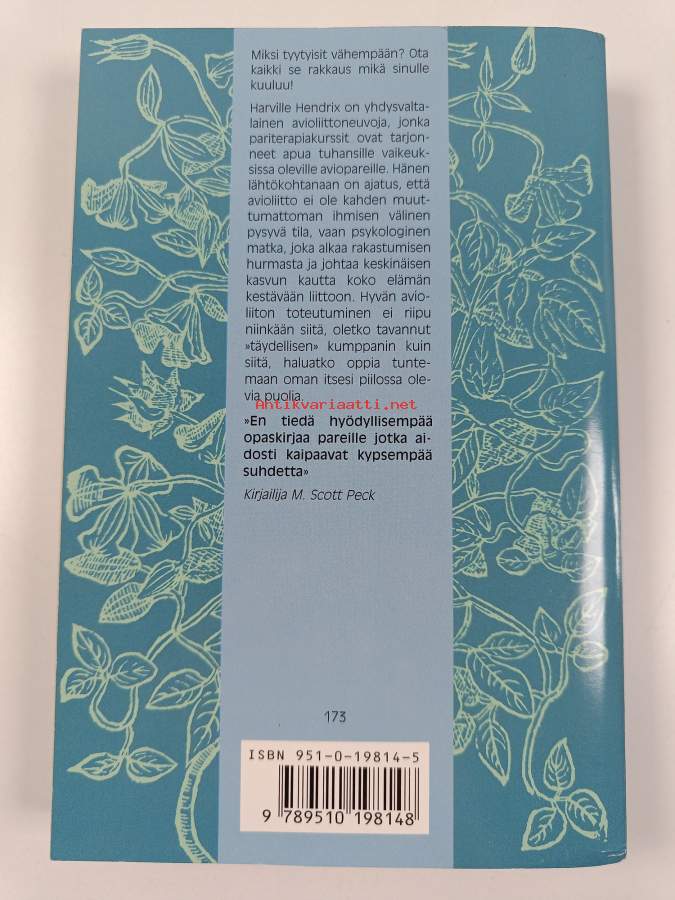 Miksi tyytyisit vähempään? Ota
kaikki se rakkaus mikä sinulle
kuuluu!
Harville Hendrix on yhdysvalta-
lainen avioliittoneuvoja, jonka
pariterapiakurssit ovat tarjon-
neet apua tuhansille vaikeuk-
sissa oleville aviopareille. Hänen
lähtökohtanaan on ajatus, että
avioliitto ei ole kahden muut-
tumattoman ihmisen välinen
pysyvä tila, vaan psykologinen
matka, joka alkaa rakastumisen
hurmasta ja johtaa keskinäisen
kasvun kautta koko elämän
kestävään liittoon. Hyvän avio-
liiton toteutuminen ei riipu
niinkään siitä, oletko tavannut
»täydellisen» kumppanin kuin
siitä, haluatko oppia tunte-
maan oman itsesi piilossa ole-
via puolia.
Antikvariaatti.net
»En tiedä hyödyllisempää
opaskirjaa pareille jotka ai-
dosti kaipaavat kypsempää
suhdetta»
Kirjailija M. Scott Peck
173
ISBN 951-0-19814-5
9 789510 198148